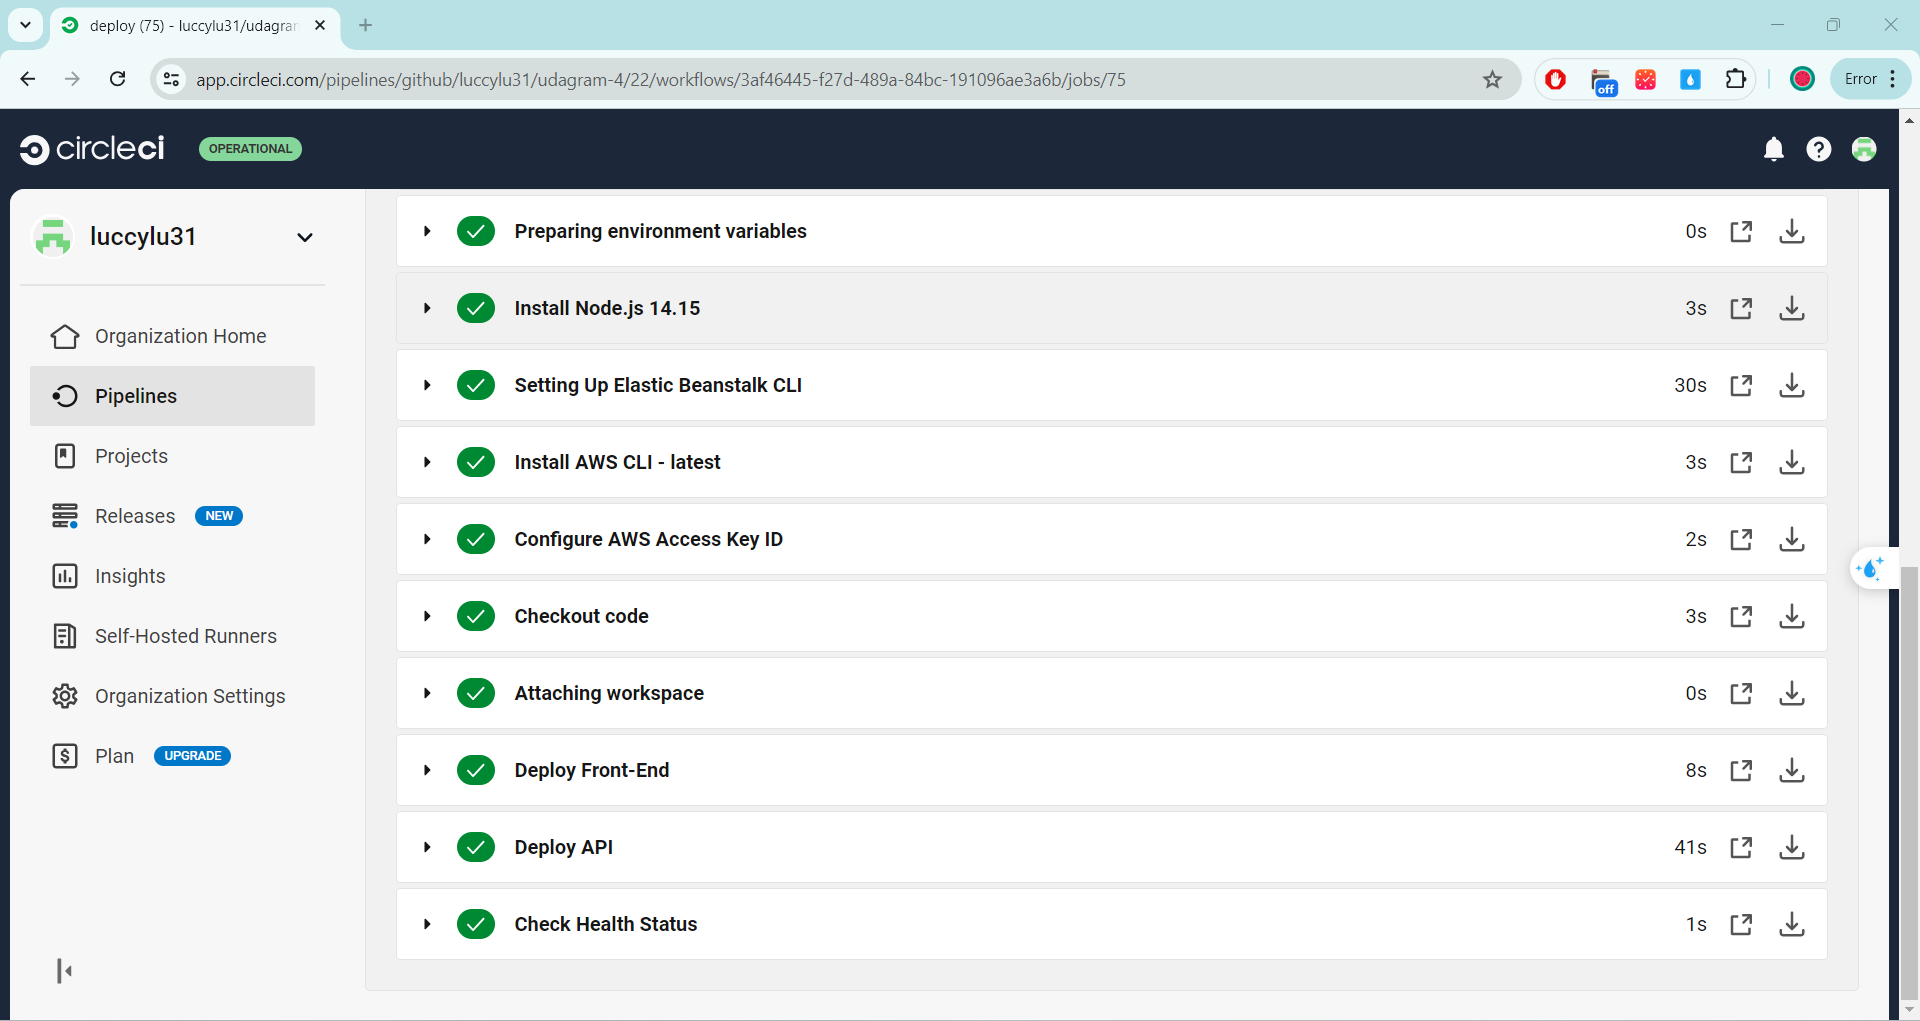 deploy (75) - luccylu31/udagram
app.circleci.com/pipelines/github/luccylu31/udagram-4/22/workflows/3af46445-f27d-489a-84bc-191096ae3a6b/jobs/75
off
Error
circleci
OPERATIONAL
luccylu31
Organization Home
Pipelines
Projects
Releases NEW
Insights
Self-Hosted Runners
Organization Settings
Plan UPGRADE
Preparing environment variables 0s
Install Node.js 14.15 3s
Setting Up Elastic Beanstalk CLI 30s
Install AWS CLI - latest 3s
Configure AWS Access Key ID 2s
Checkout code 3s
Attaching workspace 0s
Deploy Front-End 8s
Deploy API 41s
Check Health Status 1s